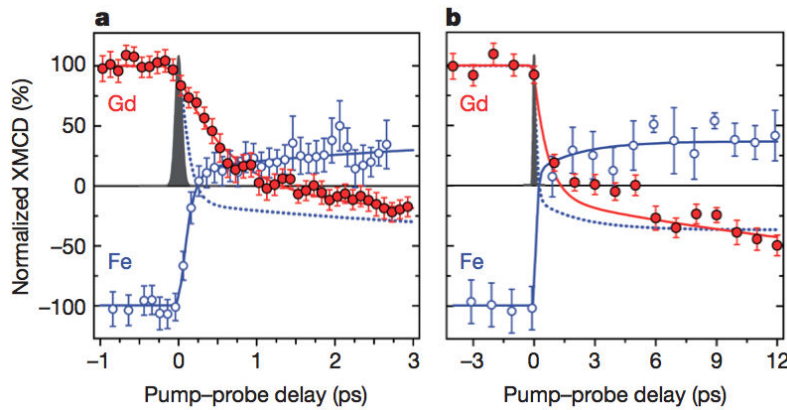 a
b
Normalized XMCD (%)
100
50
0
−50
−100
Gd
Fe
−1
0
1
2
3
Pump–probe delay (ps)
Gd
Fe
−3
0
3
6
9
12
Pump–probe delay (ps)